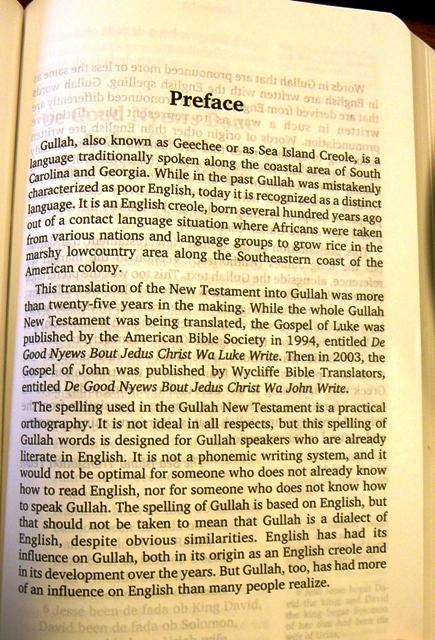 Preface
Gullah, also known as Geechee or as Sea Island Creole, is a
language traditionally spoken along the coastal area of South
Carolina and Georgia. While in the past Gullah was mistakenly
characterized as poor English, today it is recognized as a distinct
language. It is an English creole, born several hundred years ago
out of a contact language situation where Africans were taken
from various nations and language groups to grow rice in the
marshy lowcountry area along the Southeastern coast of the
American colony.
This translation of the New Testament into Gullah was more
than twenty-five years in the making. While the whole Gullah
New Testament was being translated, the Gospel of Luke was
published by the American Bible Society in 1994, entitled De
Good Nyews Bout Jedus Christ Wa Luke Write. Then in 2003, the
Gospel of John was published by Wycliffe Bible Translators,
entitled De Good Nyews Bout Jedus Christ Wa John Write.
The spelling used in the Gullah New Testament is a practical
orthography. It is not ideal in all respects, but this spelling of
Gullah words is designed for Gullah speakers who are already
literate in English. It is not a phonemic writing system, and it
would not be optimal for someone who does not already know
how to read English, nor for someone who does not know how
to speak Gullah. The spelling of Gullah is based on English, but
that should not be taken to mean that Gullah is a dialect of
English, despite obvious similarities. English has had its
influence on Gullah, both in its origin as an English creole and
in its development over the years. But Gullah, too, has had more
of an influence on English than many people realize.
6 Jesse been de fada ob King David.
David been de fada ob Solomon,